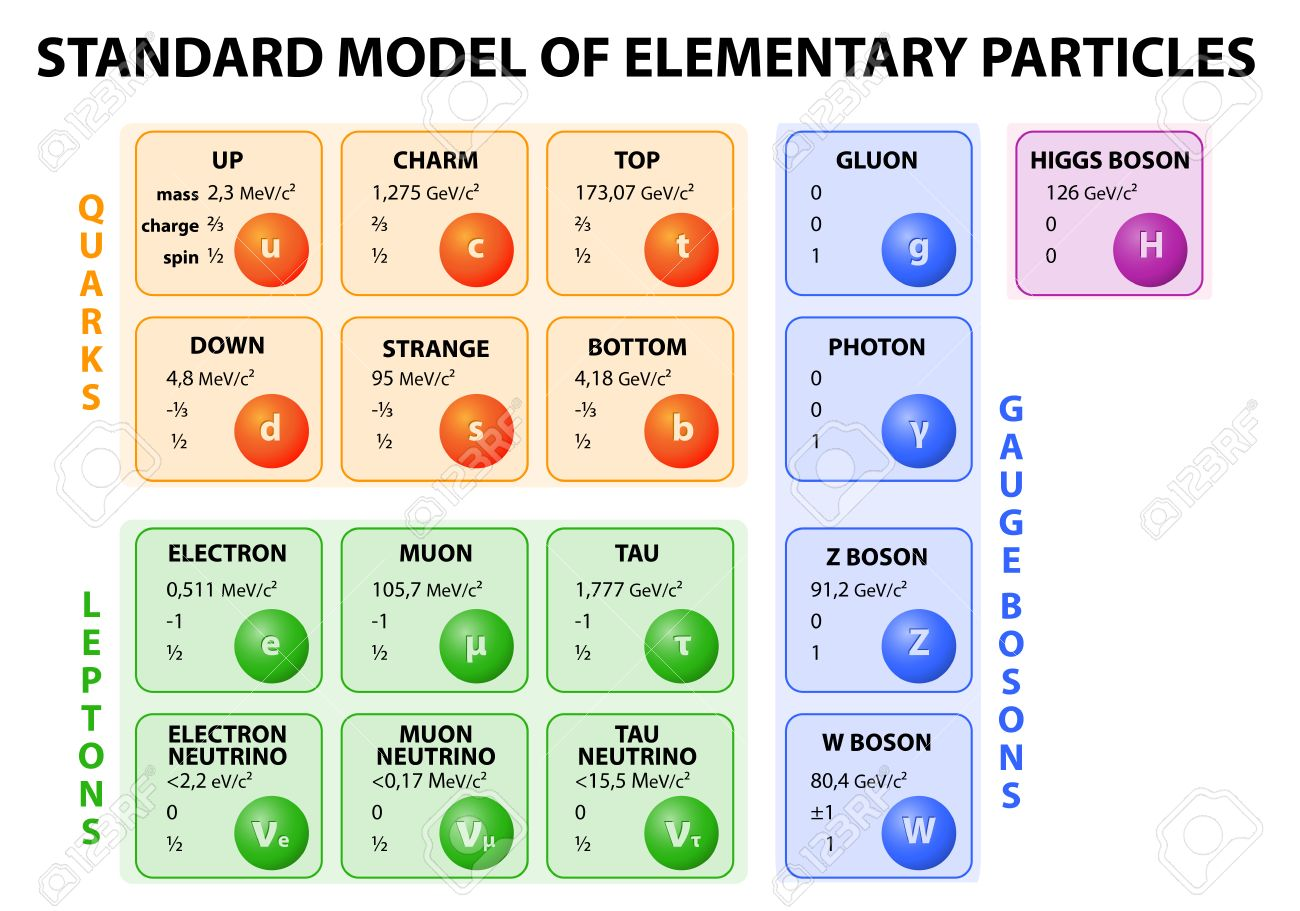 STANDARD MODEL OF ELEMENTARY PARTICLES
QUARKS
UP
mass 2,3 MeV/c²
charge ⅔
spin ½
u
CHARM
1,275 GeV/c²
⅔
½
c
TOP
173,07 GeV/c²
⅔
½
t
DOWN
4,8 MeV/c²
-⅓
½
d
STRANGE
95 MeV/c²
-⅓
½
s
BOTTOM
4,18 GeV/c²
-⅓
½
b
LEPTONS
ELECTRON
0,511 MeV/c²
-1
½
e
MUON
105,7 MeV/c²
-1
½
μ
TAU
1,777 GeV/c²
-1
½
τ
ELECTRON
NEUTRINO
<2,2 eV/c²
0
½
νe
MUON
NEUTRINO
<0,17 MeV/c²
0
½
νμ
TAU
NEUTRINO
<15,5 MeV/c²
0
½
ντ
GAUGE BOSONS
GLUON
0
0
1
g
PHOTON
0
0
1
γ
Z BOSON
91,2 GeV/c²
0
1
Z
W BOSON
80,4 GeV/c²
±1
1
W
HIGGS BOSON
126 GeV/c²
0
0
H
123RF